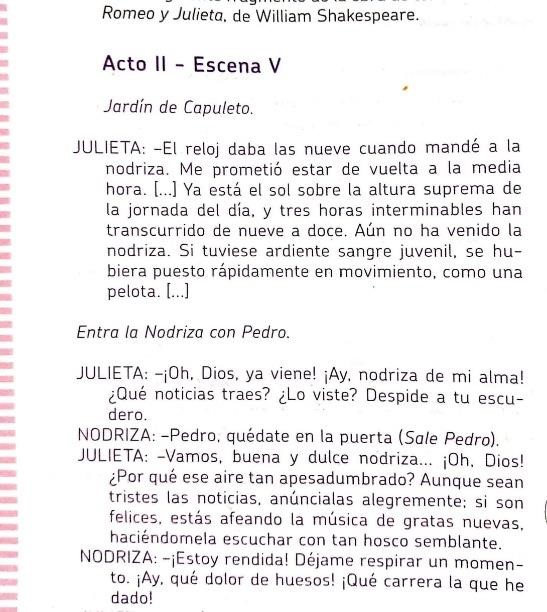 Romeo y Julieta, de William Shakespeare.
Acto II – Escena V
Jardín de Capuleto.
JULIETA: –El reloj daba las nueve cuando mandé a la
nodriza. Me prometió estar de vuelta a la media
hora. [...] Ya está el sol sobre la altura suprema de
la jornada del día, y tres horas interminables han
transcurrido de nueve a doce. Aún no ha venido la
nodriza. Si tuviese ardiente sangre juvenil, se hu-
biera puesto rápidamente en movimiento, como una
pelota. [...]
Entra la Nodriza con Pedro.
JULIETA: –¡Oh, Dios, ya viene! ¡Ay, nodriza de mi alma!
¿Qué noticias traes? ¿Lo viste? Despide a tu escu-
dero.
NODRIZA: –Pedro, quédate en la puerta (Sale Pedro).
JULIETA: –Vamos, buena y dulce nodriza... ¡Oh, Dios!
¿Por qué ese aire tan apesadumbrado? Aunque sean
tristes las noticias, anúncialas alegremente; si son
felices, estás afeando la música de gratas nuevas,
haciéndomela escuchar con tan hosco semblante.
NODRIZA: –¡Estoy rendida! Déjame respirar un momen-
to. ¡Ay, qué dolor de huesos! ¡Qué carrera la que he
dado!